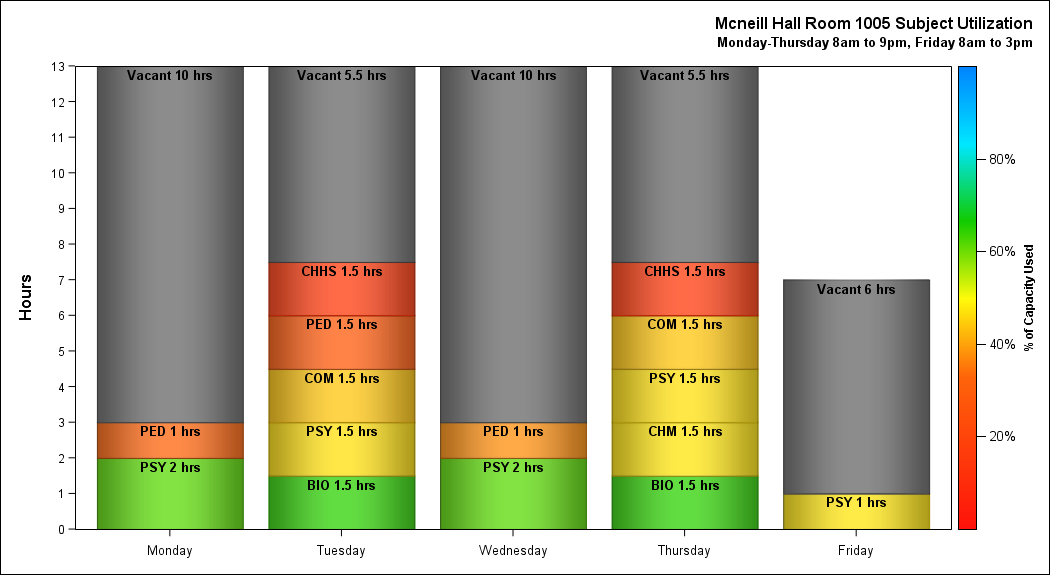 Mcneill Hall Room 1005 Subject Utilization
Monday-Thursday 8am to 9pm, Friday 8am to 3pm
Hours
13
12
11
10
9
8
7
6
5
4
3
2
1
0
Vacant 10 hrs
PED 1 hrs
PSY 2 hrs
Vacant 5.5 hrs
CHHS 1.5 hrs
PED 1.5 hrs
COM 1.5 hrs
PSY 1.5 hrs
BIO 1.5 hrs
Vacant 10 hrs
PED 1 hrs
PSY 2 hrs
Vacant 5.5 hrs
CHHS 1.5 hrs
COM 1.5 hrs
PSY 1.5 hrs
CHM 1.5 hrs
BIO 1.5 hrs
Vacant 6 hrs
PSY 1 hrs
Monday
Tuesday
Wednesday
Thursday
Friday
80%
60%
40%
20%
% of Capacity Used